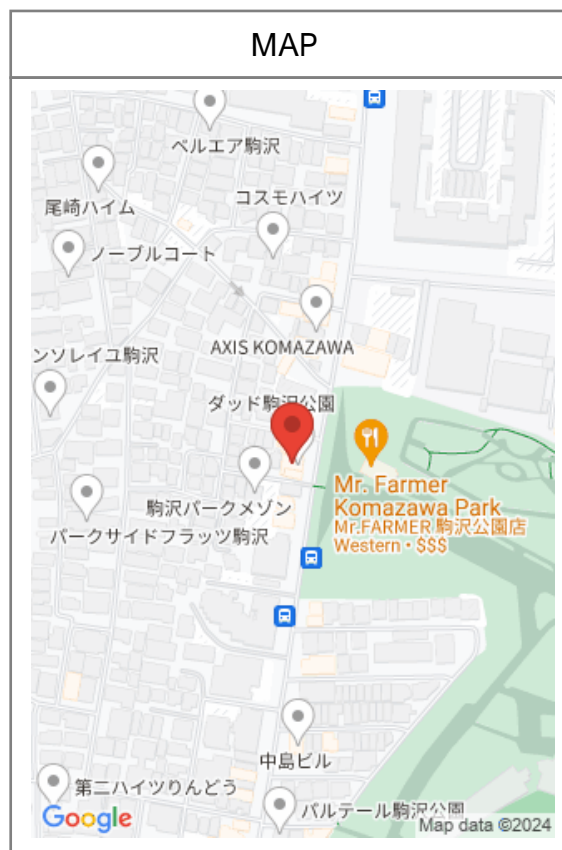 MAP
ベルエア駒沢
尾崎ハイム
コスモハイツ
ノーブルコート
AXIS KOMAZAWA
ンソレイユ駒沢
ダッド駒沢公園
Mr. Farmer
Komazawa Park
Mr.FARMER 駒沢公園店
Western • $$$
駒沢パークメゾン
パークサイドフラッツ駒沢
中島ビル
第二ハイツりんどう
パルテール駒沢公園
Google
Map data ©2024